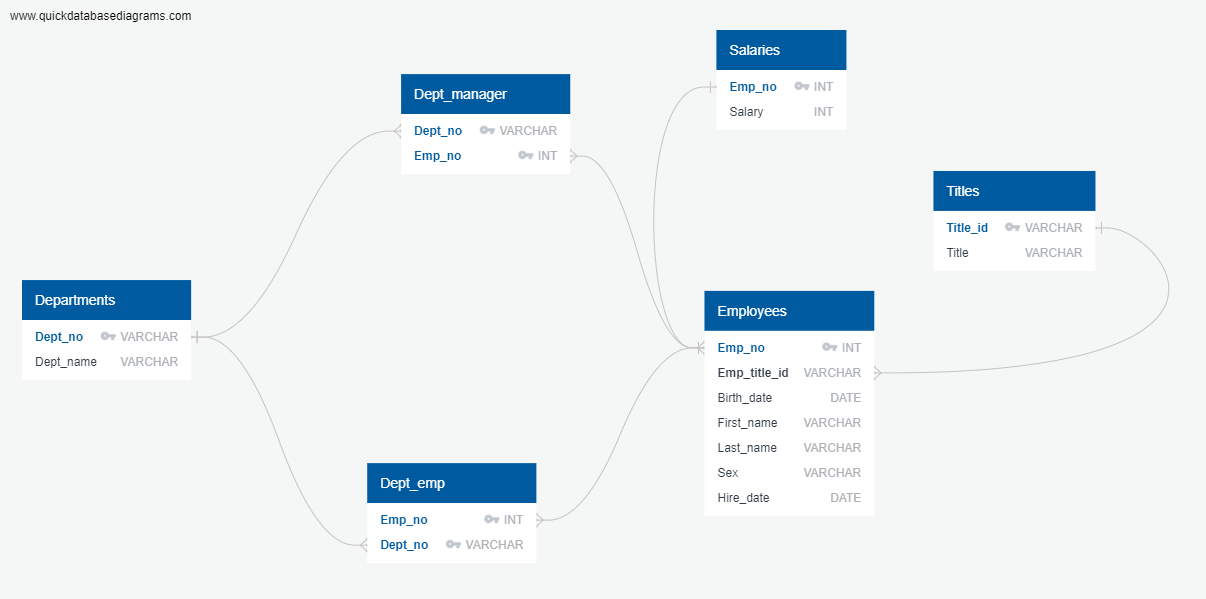 www.quickdatabasediagrams.com
Salaries
Emp_no INT
Salary INT
Dept_manager
Dept_no VARCHAR
Emp_no INT
Titles
Title_id VARCHAR
Title VARCHAR
Departments
Dept_no VARCHAR
Dept_name VARCHAR
Employees
Emp_no INT
Emp_title_id VARCHAR
Birth_date DATE
First_name VARCHAR
Last_name VARCHAR
Sex VARCHAR
Hire_date DATE
Dept_emp
Emp_no INT
Dept_no VARCHAR